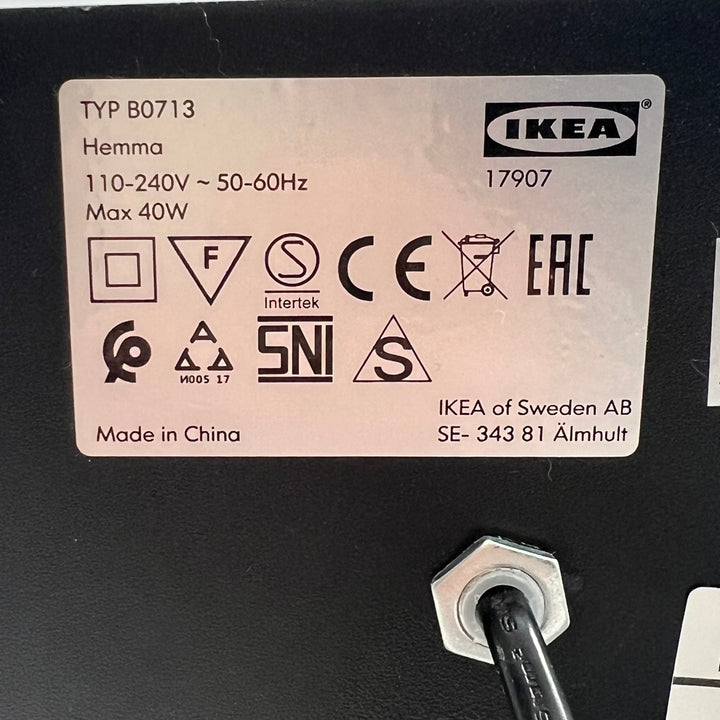 TYP B0713
Hemma
110-240V ~ 50-60Hz
Max 40W
IKEA ®
17907
F
S
Intertek
CE
EAC
A
И005 17
SNI
S
Made in China
IKEA of Sweden AB
SE- 343 81 Älmhult